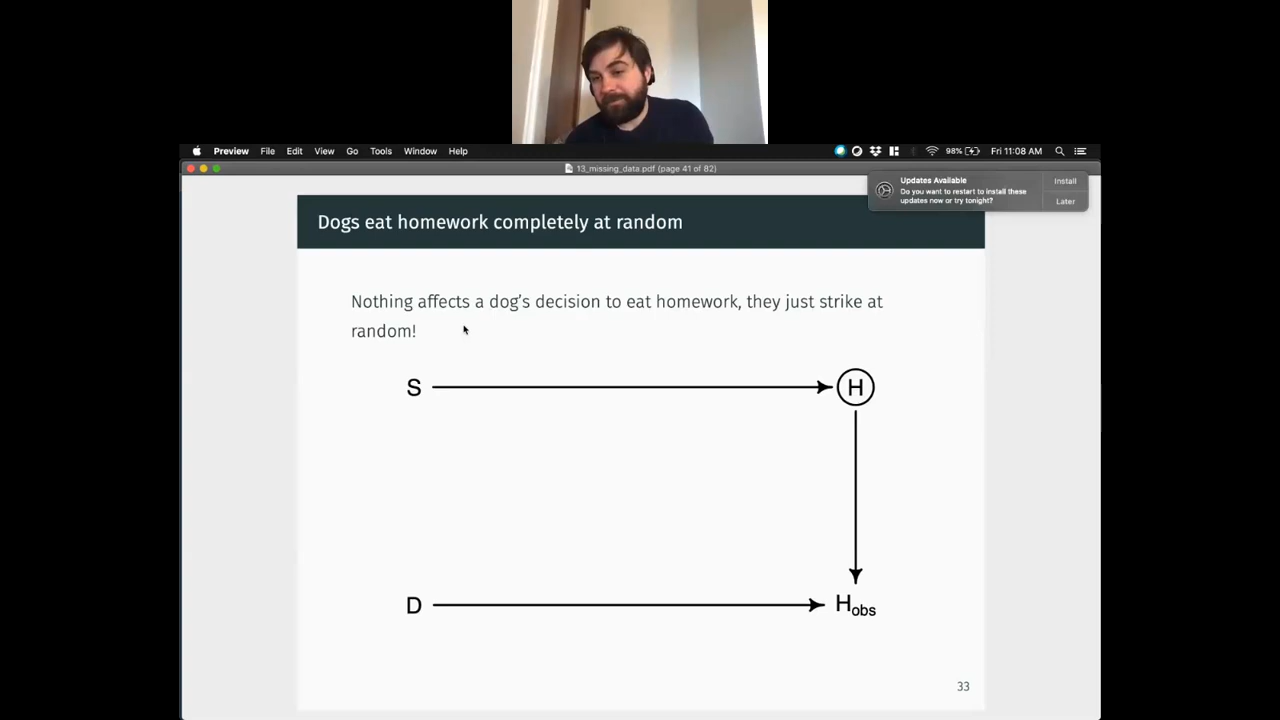 Preview File Edit View Go Tools Window Help 98% Fri 11:08 AM
13_missing_data.pdf (page 41 of 82)
Updates Available
Do you want to restart to install these
updates now or try tonight?
Install
Later
Dogs eat homework completely at random
Nothing affects a dog's decision to eat homework, they just strike at
random!
S H
D Hobs
33